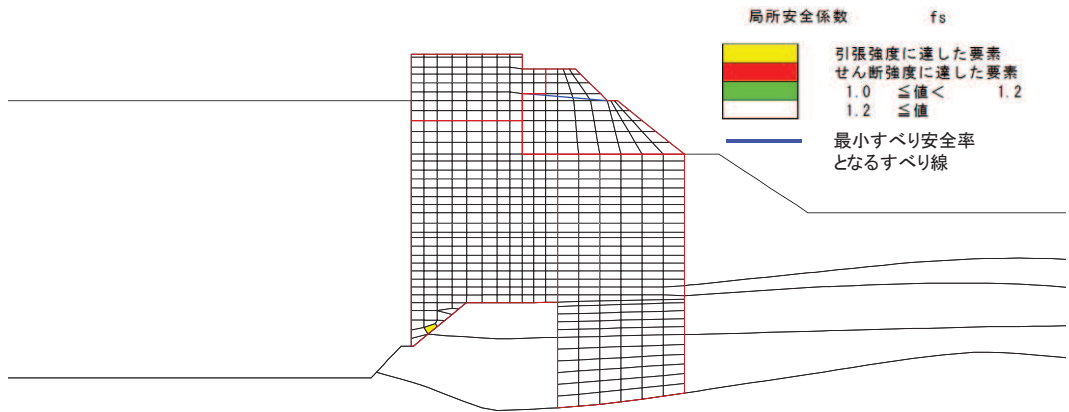 局所安全係数 fs
引張強度に達した要素
せん断強度に達した要素
1.0 ≦値< 1.2
1.2 ≦値
最小すべり安全率
となるすべり線